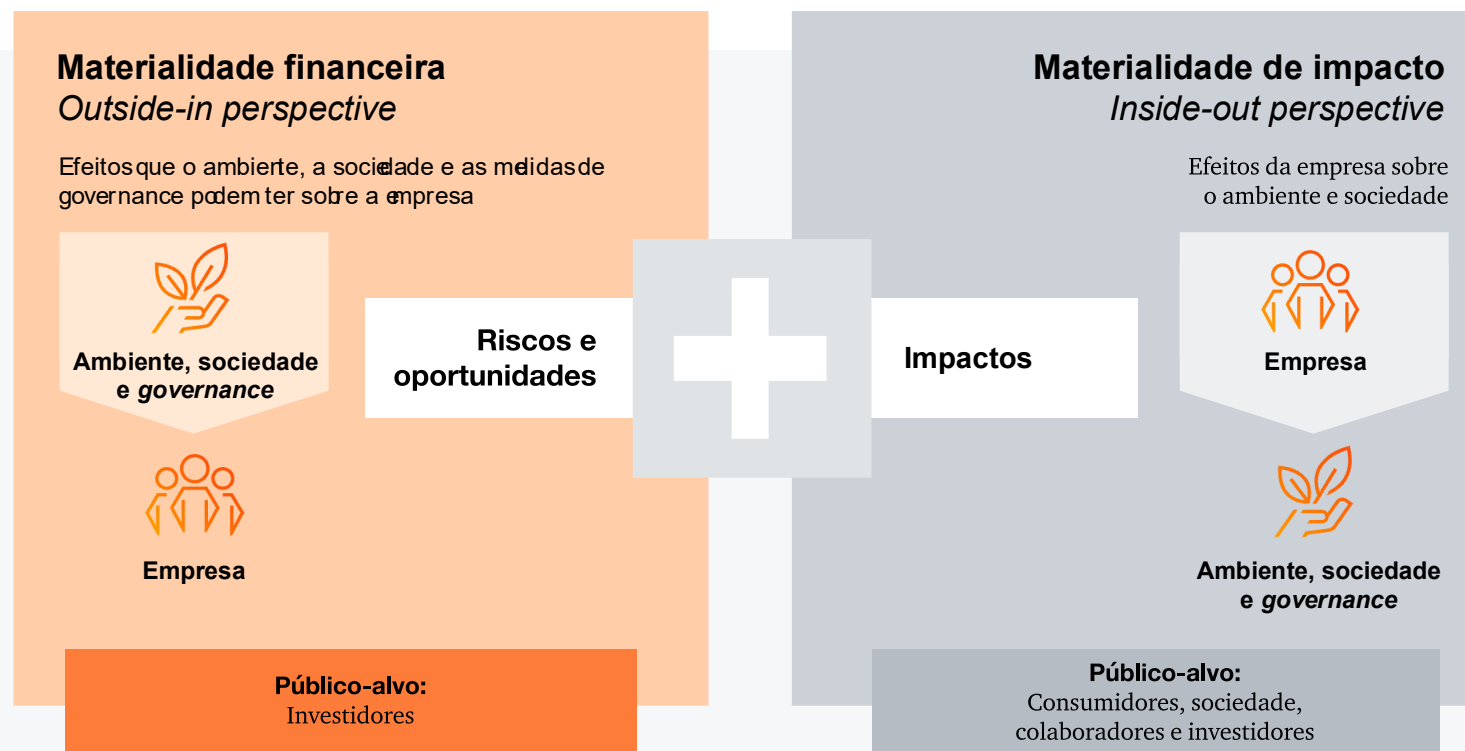 Materialidade financeira
Outside-in perspective
Efeitos que o ambiente, a sociedade e as medidas de
governance podem ter sobre a empresa
Ambiente, sociedade
e governance
Empresa
Riscos e
oportunidades
Público-alvo:
Investidores
Materialidade de impacto
Inside-out perspective
Efeitos da empresa sobre
o ambiente e sociedade
Impactos
Empresa
Ambiente, sociedade
e governance
Público-alvo:
Consumidores, sociedade,
colaboradores e investidores